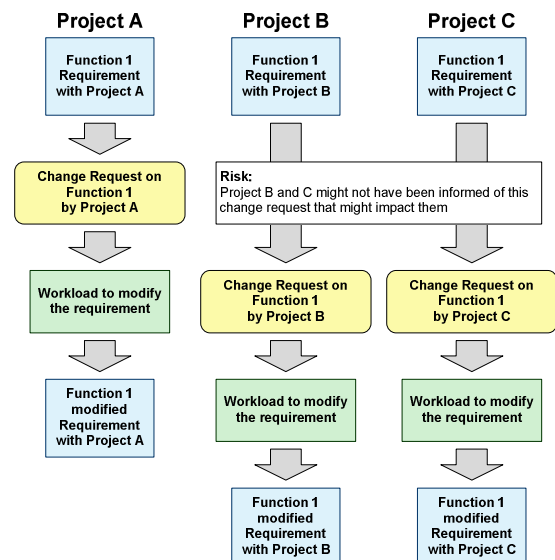 Project A
Project B
Project C
Function 1
Requirement
with Project A
Function 1
Requirement
with Project B
Function 1
Requirement
with Project C
Change Request on
Function 1
by Project A
Risk:
Project B and C might not have been informed of this
change request that might impact them
Workload to modify
the requirement
Change Request on
Function 1
by Project B
Change Request on
Function 1
by Project C
Function 1
modified
Requirement
with Project A
Workload to modify
the requirement
Workload to modify
the requirement
Function 1
modified
Requirement
with Project B
Function 1
modified
Requirement
with Project C